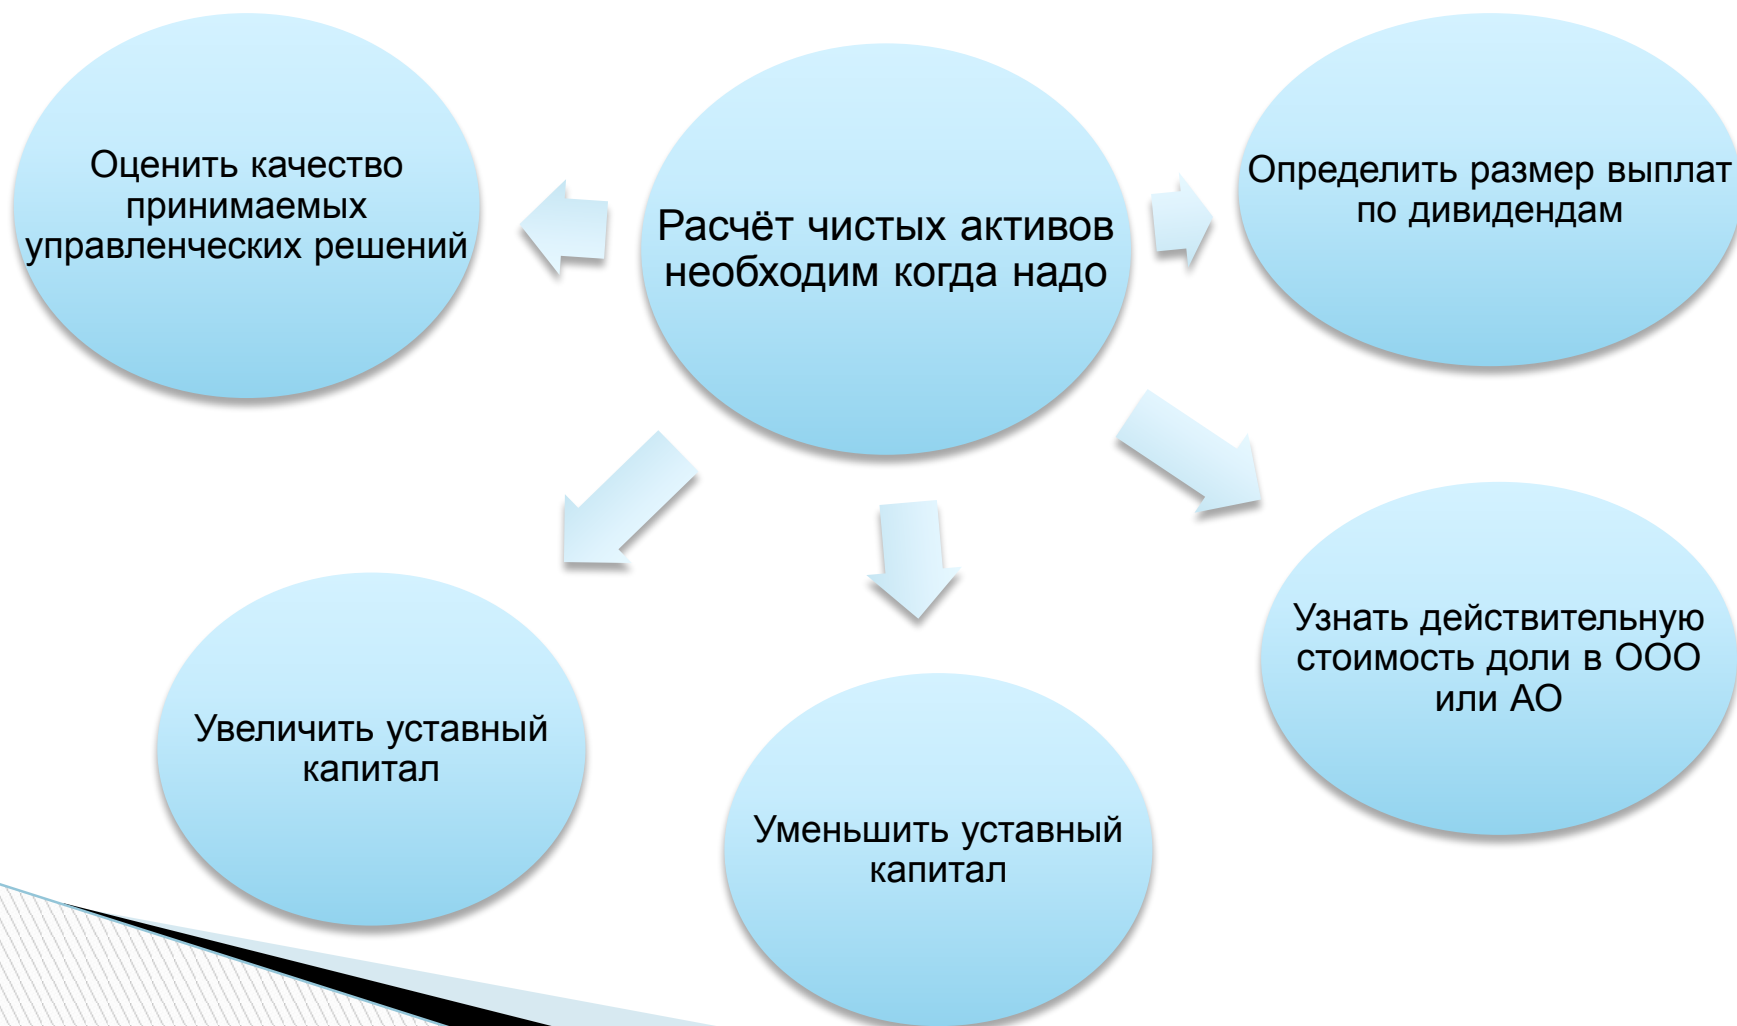 Оценить качество
принимаемых
управленческих решений
Расчёт чистых активов
необходим когда надо
Определить размер выплат
по дивидендам
Увеличить уставный
капитал
Уменьшить уставный
капитал
Узнать действительную
стоимость доли в ООО
или АО